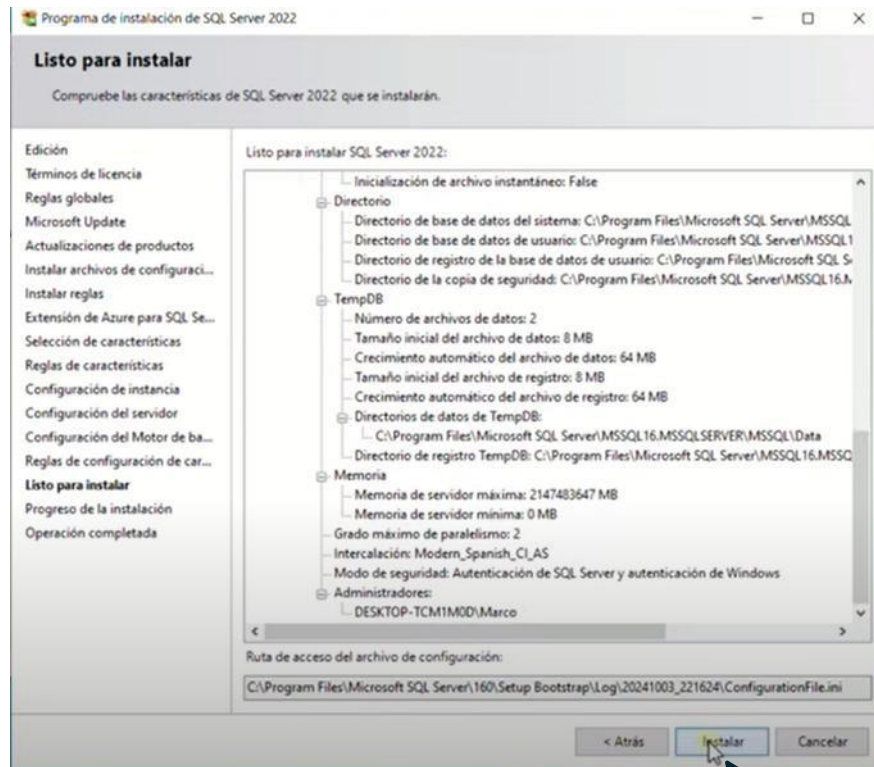 Programa de instalación de SQL Server 2022
Listo para instalar
Compruebe las características de SQL Server 2022 que se instalarán.
Edición
Términos de licencia
Reglas globales
Microsoft Update
Actualizaciones de productos
Instalar archivos de configuraci...
Instalar reglas
Extensión de Azure para SQL Se...
Selección de características
Reglas de características
Configuración de instancia
Configuración del servidor
Configuración del Motor de ba...
Reglas de configuración de car...
Listo para instalar
Progreso de la instalación
Operación completada
Listo para instalar SQL Server 2022:
Inicialización de archivo instantáneo: False
Directorio
Directorio de base de datos del sistema: C:\Program Files\Microsoft SQL Server\MSSQL
Directorio de base de datos de usuario: C:\Program Files\Microsoft SQL Server\MSSQL1
Directorio de registro de la base de datos de usuario: C:\Program Files\Microsoft SQL S
Directorio de la copia de seguridad: C:\Program Files\Microsoft SQL Server\MSSQL16.M
TempDB
Número de archivos de datos: 2
Tamaño inicial del archivo de datos: 8 MB
Crecimiento automático del archivo de datos: 64 MB
Tamaño inicial del archivo de registro: 8 MB
Crecimiento automático del archivo de registro: 64 MB
Directorios de datos de TempDB:
C:\Program Files\Microsoft SQL Server\MSSQL16.MSSQLSERVER\MSSQL\Data
Directorio de registro TempDB: C:\Program Files\Microsoft SQL Server\MSSQL16.MSSQ
Memoria
Memoria de servidor máxima: 2147483647 MB
Memoria de servidor mínima: 0 MB
Grado máximo de paralelismo: 2
Intercalación: Modern_Spanish_CI_AS
Modo de seguridad: Autenticación de SQL Server y autenticación de Windows
Administradores:
DESKTOP-TCM1M0D\Marco
Ruta de acceso del archivo de configuración:
C:\Program Files\Microsoft SQL Server\160\Setup Bootstrap\Log\20241003_221624\ConfigurationFile.ini
< Atrás
Instalar
Cancelar